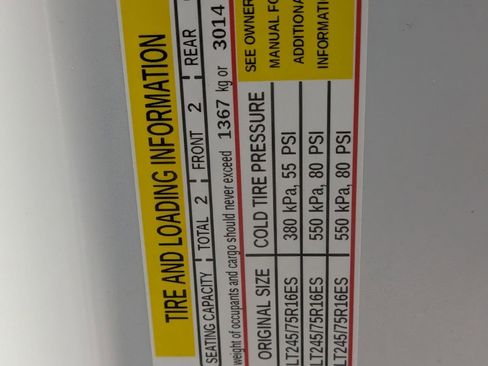 TIRE AND LOADING INFORMATION
SEATING CAPACITY TOTAL 2 FRONT 2 REAR
weight of occupants and cargo should never exceed 1367 kg or 3014
ORIGINAL SIZE COLD TIRE PRESSURE SEE OWNER
LT245/75R16ES 380 kPa, 55 PSI MANUAL FO
LT245/75R16ES 550 kPa, 80 PSI ADDITIONA
LT245/75R16ES 550 kPa, 80 PSI INFORMATI